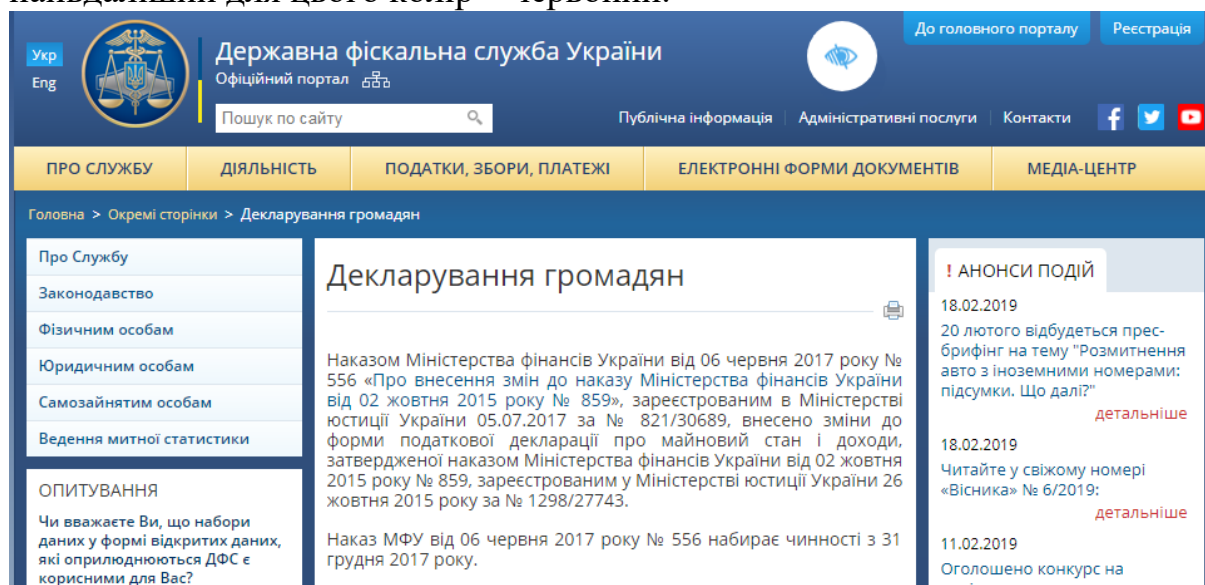 найвдаліший для цього колір – червоний.
До головного порталу Реєстрація
Укр
Eng
Державна фіскальна служба України
Офіційний портал
Пошук по сайту
Публічна інформація Адміністративні послуги Контакти
ПРО СЛУЖБУ ДІЯЛЬНІСТЬ ПОДАТКИ, ЗБОРИ, ПЛАТЕЖІ ЕЛЕКТРОННІ ФОРМИ ДОКУМЕНТІВ МЕДІА-ЦЕНТР
Головна > Окремі сторінки > Декларування громадян
Про Службу
Законодавство
Фізичним особам
Юридичним особам
Самозайнятим особам
Ведення митної статистики
ОПИТУВАННЯ
Чи вважаєте Ви, що набори
даних у формі відкритих даних,
які оприлюднюються ДФС є
корисними для Вас?
Декларування громадян
Наказом Міністерства фінансів України від 06 червня 2017 року №
556 «Про внесення змін до наказу Міністерства фінансів України
від 02 жовтня 2015 року № 859», зареєстрованим в Міністерстві
юстиції України 05.07.2017 за № 821/30689, внесено зміни до
форми податкової декларації про майновий стан і доходи,
затвердженої наказом Міністерства фінансів України від 02 жовтня
2015 року № 859, зареєстрованим у Міністерстві юстиції України 26
жовтня 2015 року за № 1298/27743.
Наказ МФУ від 06 червня 2017 року № 556 набирає чинності з 31
грудня 2017 року.
! АНОНСИ ПОДІЙ
18.02.2019
20 лютого відбудеться прес-
брифінг на тему "Розмитнення
авто з іноземними номерами:
підсумки. Що далі?"
детальніше
18.02.2019
Читайте у свіжому номері
«Вісника» № 6/2019:
детальніше
11.02.2019
Оголошено конкурс на